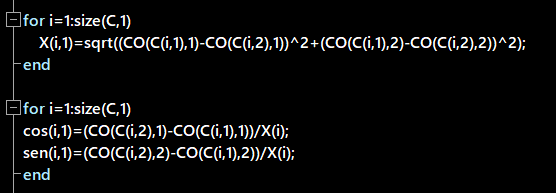 for i=1:size(C,1)
X(i,1)=sqrt((CO(C(i,1),1)-CO(C(i,2),1))^2+(CO(C(i,1),2)-CO(C(i,2),2))^2);
end
for i=1:size(C,1)
cos(i,1)=(CO(C(i,2),1)-CO(C(i,1),1))/X(i);
sen(i,1)=(CO(C(i,2),2)-CO(C(i,1),2))/X(i);
end